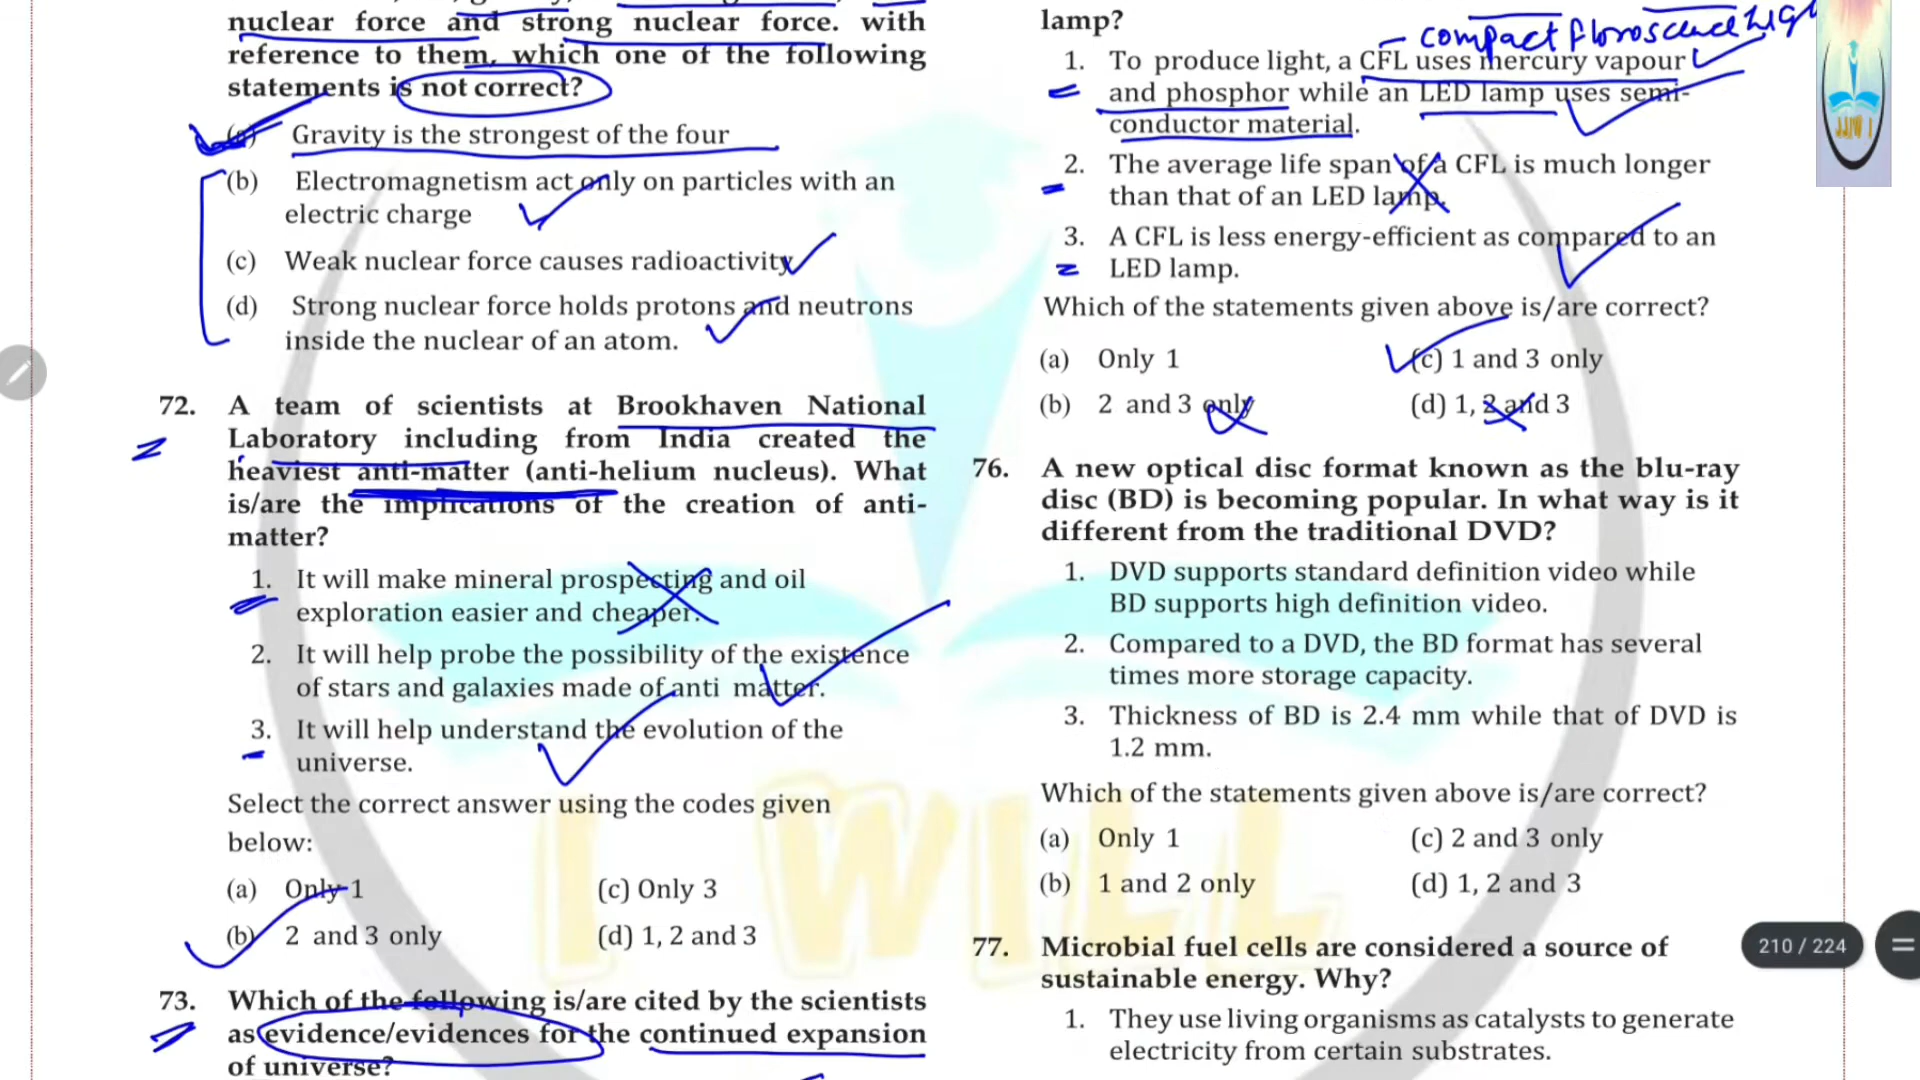 nuclear force and strong nuclear force. with
reference to them, which one of the following
statements is not correct?
Gravity is the strongest of the four
(b) Electromagnetism act only on particles with an
electric charge
(c) Weak nuclear force causes radioactivity
(d) Strong nuclear force holds protons and neutrons
inside the nuclear of an atom.
72. A team of scientists at Brookhaven National
Laboratory including from India created the
heaviest anti-matter (anti-helium nucleus). What
is/are the implications of the creation of anti-
matter?
1. It will make mineral prospecting and oil
exploration easier and cheaper.
2. It will help probe the possibility of the existence
of stars and galaxies made of anti matter.
3. It will help understand the evolution of the
universe.
Select the correct answer using the codes given
below:
(a) Only 1 (c) Only 3
(b) 2 and 3 only (d) 1, 2 and 3
73. Which of the following is/are cited by the scientists
as evidence/evidences for the continued expansion
of universe?
lamp?
compact
1. To produce light, a CFL uses mercury vapour
and phosphor while an LED lamp uses semi-
conductor material.
2. The average life span of a CFL is much longer
than that of an LED lamp.
3. A CFL is less energy-efficient as compared to an
LED lamp.
Which of the statements given above is/are correct?
(a) Only 1 (c) 1 and 3 only
(b) 2 and 3 only (d) 1, 2 and 3
76. A new optical disc format known as the blu-ray
disc (BD) is becoming popular. In what way is it
different from the traditional DVD?
1. DVD supports standard definition video while
BD supports high definition video.
2. Compared to a DVD, the BD format has several
times more storage capacity.
3. Thickness of BD is 2.4 mm while that of DVD is
1.2 mm.
Which of the statements given above is/are correct?
(a) Only 1 (c) 2 and 3 only
(b) 1 and 2 only (d) 1, 2 and 3
77. Microbial fuel cells are considered a source of
sustainable energy. Why?
1. They use living organisms as catalysts to generate
electricity from certain substrates.
210 / 224
I WILL